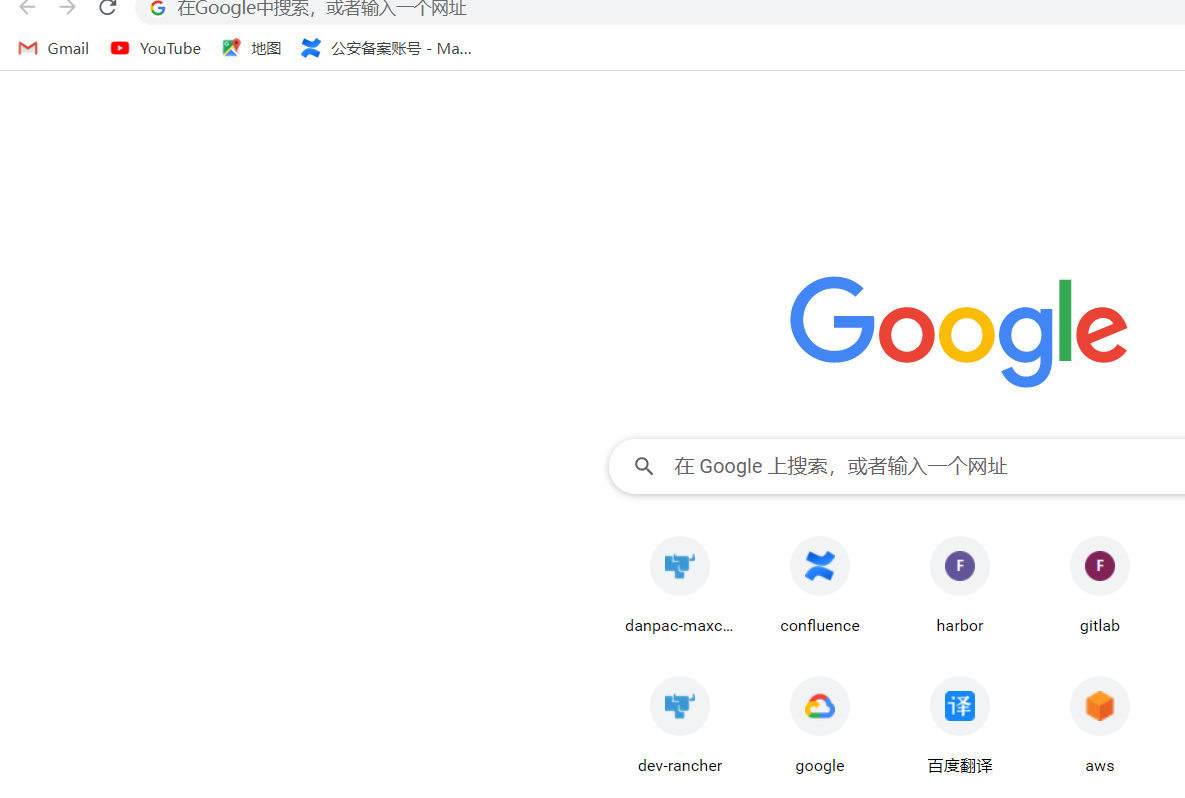 在Google中搜索，或者输入一个网址
Gmail YouTube 地图 公安备案账号 - Ma...
Google
在 Google 上搜索，或者输入一个网址
F F
danpac-maxc... confluence harbor gitlab
译
dev-rancher google 百度翻译 aws